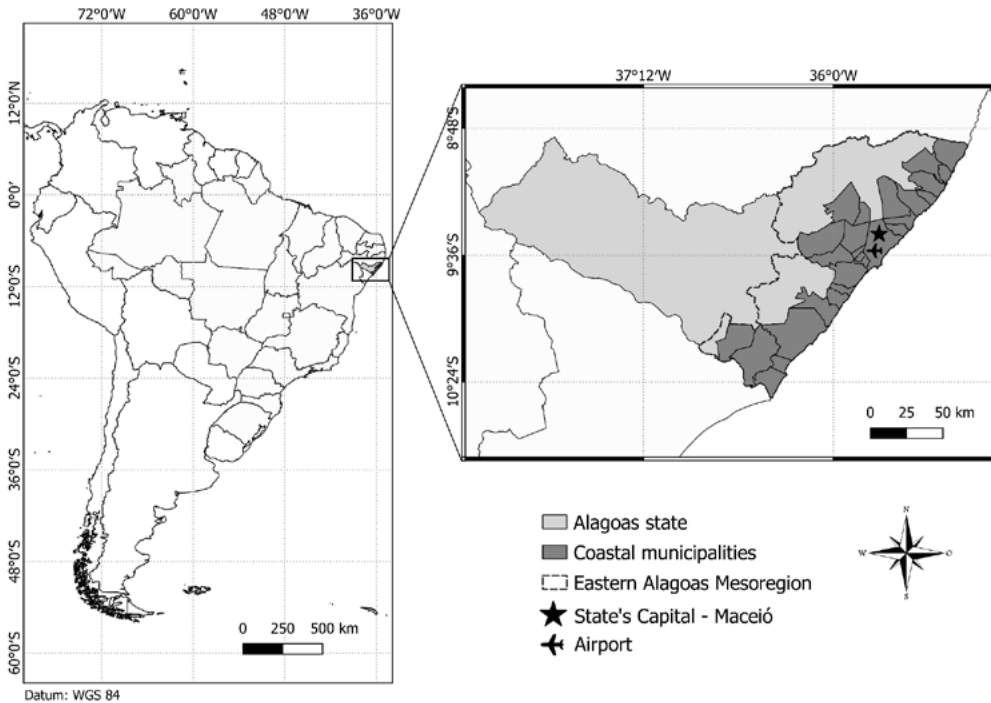 72°0'W 60°0'W 48°0'W 36°0'W
12°0'N
0°0'
12°0'S
24°0'S
36°0'S
48°0'S
60°0'S
0 250 500 km
Datum: WGS 84
37°12'W 36°0'W
8°48'S
9°36'S
10°24'S
0 25 50 km
Alagoas state
Coastal municipalities
Eastern Alagoas Mesoregion
State's Capital - Maceió
Airport
N
W O
S